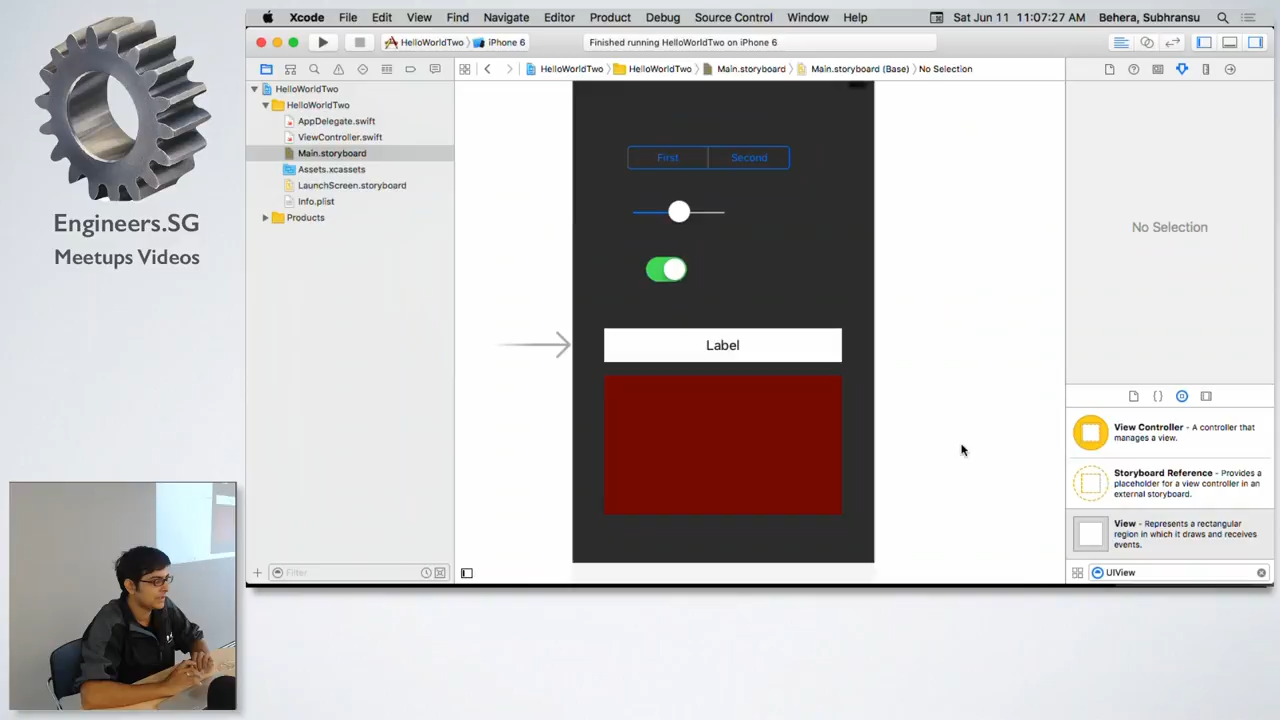 Engineers.SG
Meetups Videos
Xcode File Edit View Find Navigate Editor Product Debug Source Control Window Help
Sat Jun 11 11:07:27 AM Behera, Subhransu
HelloWorldTwo iPhone 6
Finished running HelloWorldTwo on iPhone 6
HelloWorldTwo HelloWorldTwo Main.storyboard Main.storyboard (Base) No Selection
HelloWorldTwo
HelloWorldTwo
AppDelegate.swift
ViewController.swift
Main.storyboard
Assets.xcassets
LaunchScreen.storyboard
Info.plist
Products
Filter
First Second
Label
No Selection
View Controller - A controller that
manages a view.
Storyboard Reference - Provides a
placeholder for a view controller in an
external storyboard.
View - Represents a rectangular
region in which it draws and receives
events.
UIView